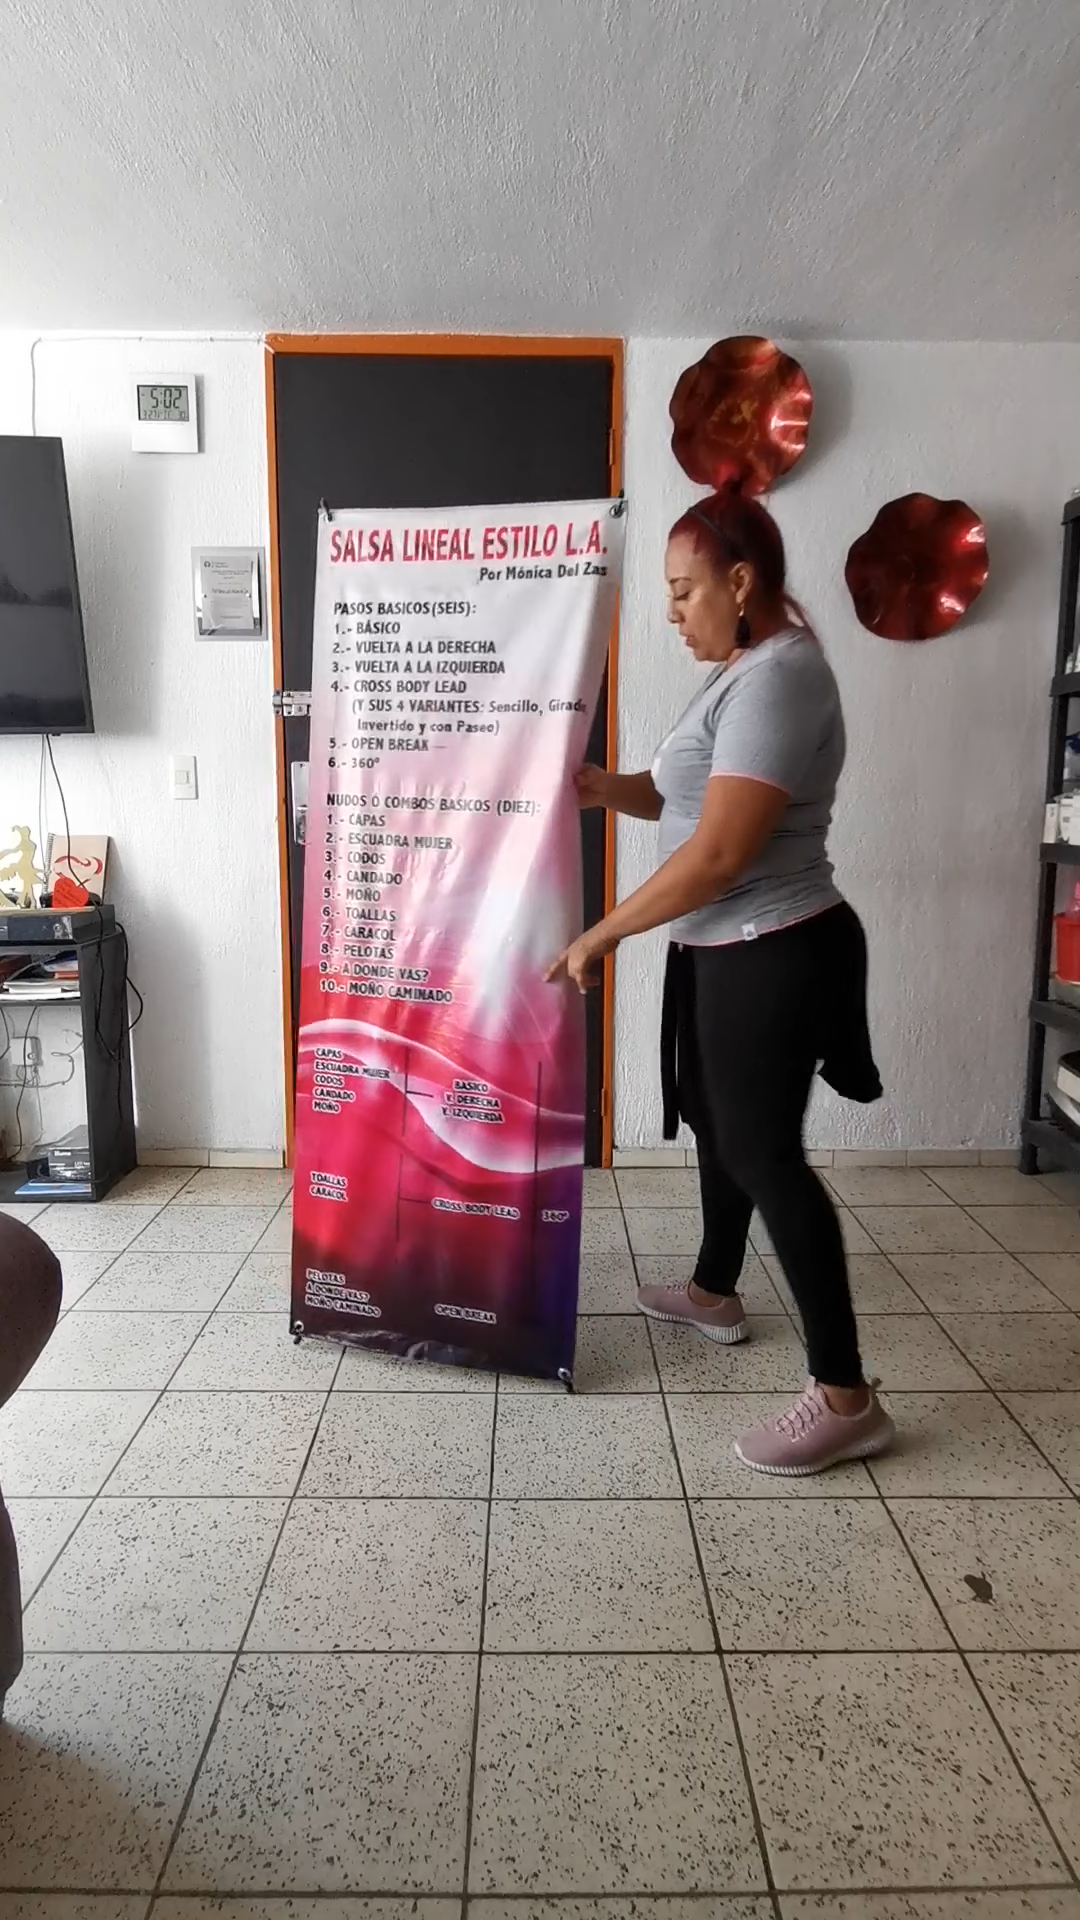 5:02
SALSA LINEAL ESTILO L.A.
Por Mónica Del Zas
PASOS BASICOS(SEIS):
1.- BÁSICO
2.- VUELTA A LA DERECHA
3.- VUELTA A LA IZQUIERDA
4.- CROSS BODY LEAD
(Y SUS 4 VARIANTES: Sencillo, Girado,
Invertido y con Paseo)
5.- OPEN BREAK
6.- 360º
NUDOS Ó COMBOS BASICOS (DIEZ):
1.- CAPAS
2.- ESCUADRA MUJER
3.- CODOS
4.- CANDADO
5.- MOÑO
6.- TOALLAS
7.- CARACOL
8.- PELOTAS
9.- A DONDE VAS?
10.- MOÑO CAMINADO
CAPAS
ESCUADRA MUJER
CODOS
CANDADO
MOÑO
BASICO
V. DERECHA
V. IZQUIERDA
TOALLAS
CARACOL
CROSS BODY LEAD
360º
PELOTAS
A DONDE VAS?
MOÑO CAMINADO
OPEN BREAK